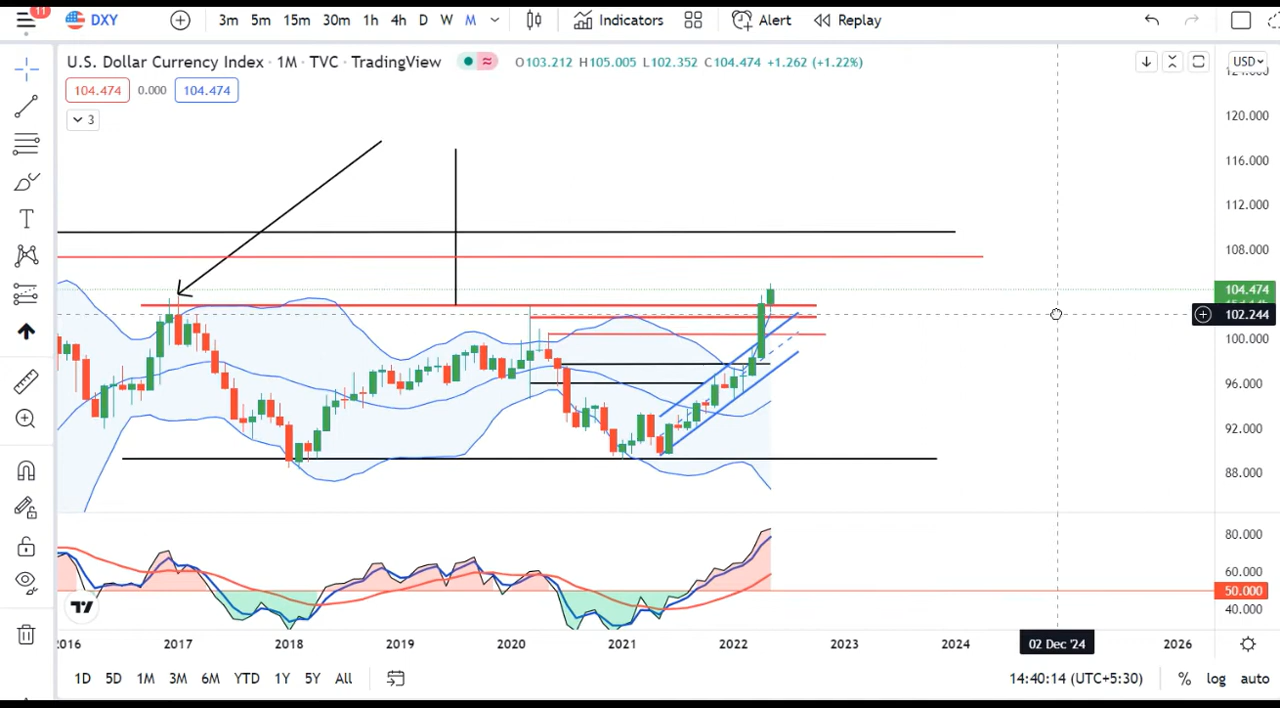 11
DXY
3m 5m 15m 30m 1h 4h D W M
Indicators
Alert
Replay
U.S. Dollar Currency Index · 1M · TVC · TradingView
≈
O103.212 H105.005 L102.352 C104.474 +1.262 (+1.22%)
USD
104.474 0.000 104.474
3
120.000
116.000
112.000
108.000
104.474
102.244
100.000
96.000
92.000
88.000
80.000
60.000
50.000
40.000
2016 2017 2018 2019 2020 2021 2022 2023 2024 02 Dec '24 2026
1D 5D 1M 3M 6M YTD 1Y 5Y All
14:40:14 (UTC+5:30) % log auto